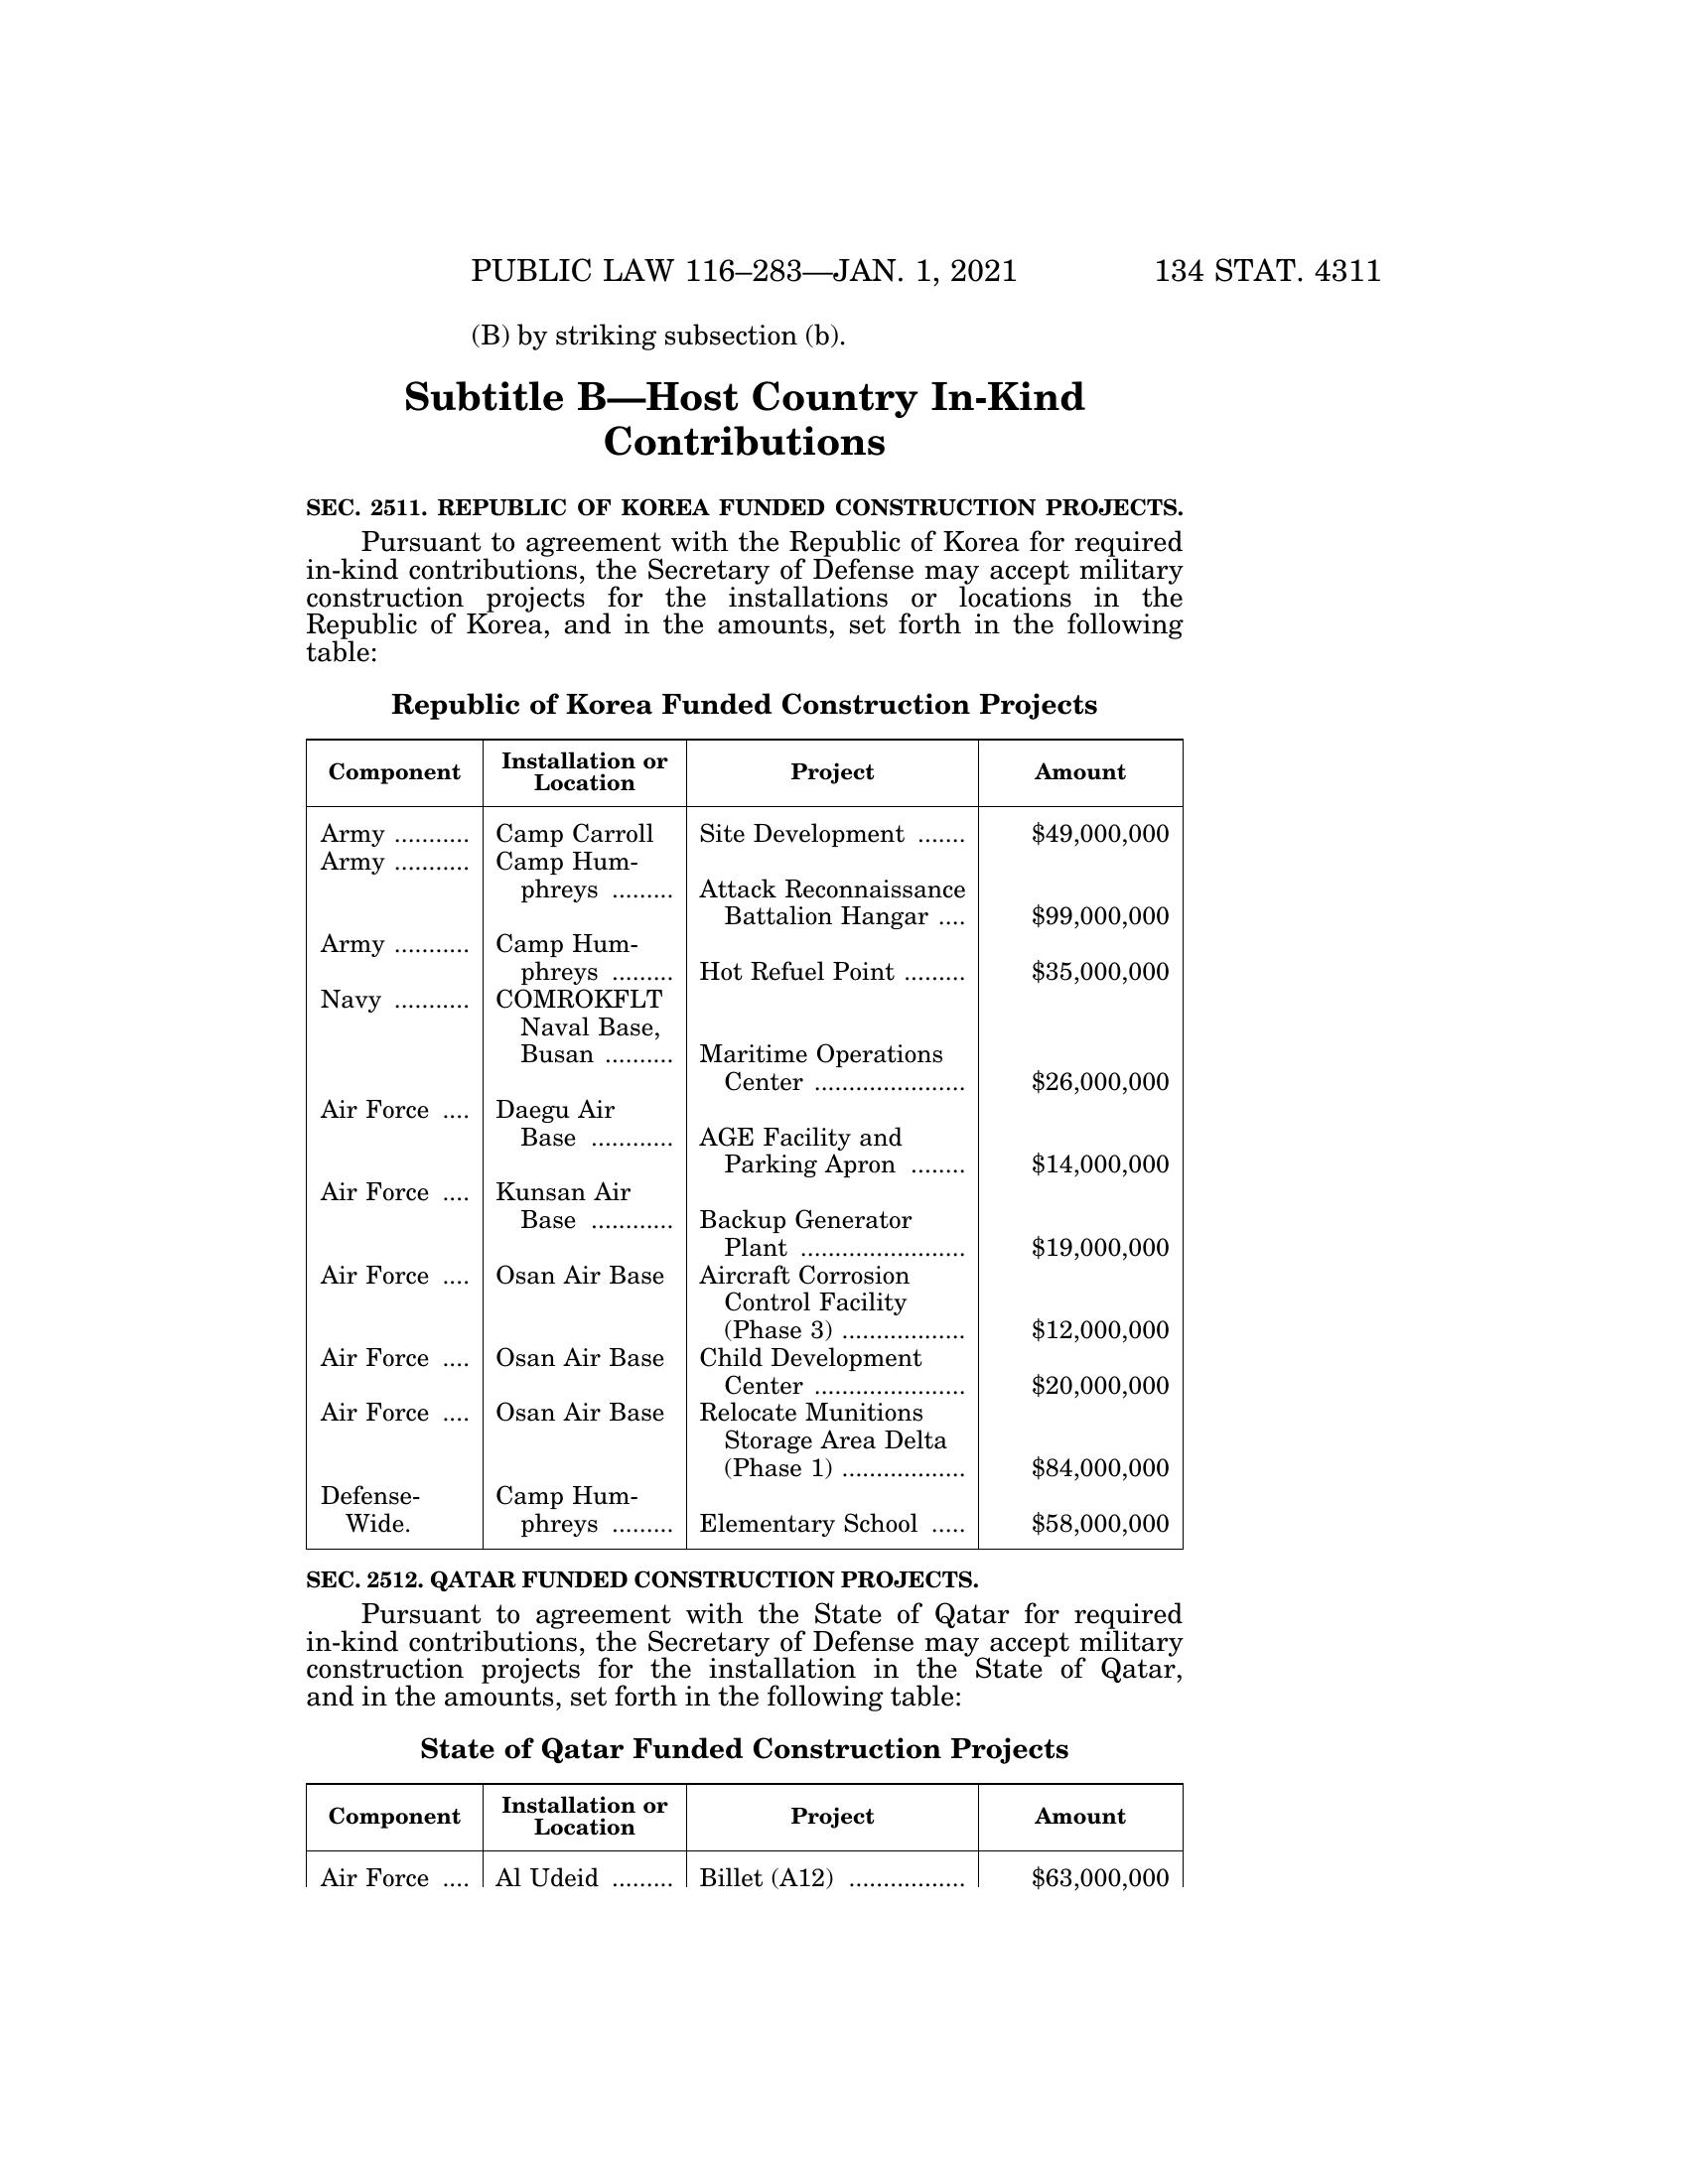 PUBLIC LAW 116–283—JAN. 1, 2021 134 STAT. 4311
(B) by striking subsection (b).
Subtitle B—Host Country In-Kind
Contributions
SEC. 2511. REPUBLIC OF KOREA FUNDED CONSTRUCTION PROJECTS.
Pursuant to agreement with the Republic of Korea for required
in-kind contributions, the Secretary of Defense may accept military
construction projects for the installations or locations in the
Republic of Korea, and in the amounts, set forth in the following
table:
Republic of Korea Funded Construction Projects
Component Installation or Location Project Amount
Army ........... Camp Carroll Site Development ....... $49,000,000
Army ........... Camp Hum-
phreys ......... Attack Reconnaissance
Battalion Hangar .... $99,000,000
Army ........... Camp Hum-
phreys ......... Hot Refuel Point ......... $35,000,000
Navy ........... COMROKFLT
Naval Base,
Busan .......... Maritime Operations
Center ...................... $26,000,000
Air Force .... Daegu Air
Base ............ AGE Facility and
Parking Apron ........ $14,000,000
Air Force .... Kunsan Air
Base ............ Backup Generator
Plant ........................ $19,000,000
Air Force .... Osan Air Base Aircraft Corrosion
Control Facility
(Phase 3) .................. $12,000,000
Air Force .... Osan Air Base Child Development
Center ...................... $20,000,000
Air Force .... Osan Air Base Relocate Munitions
Storage Area Delta
(Phase 1) .................. $84,000,000
Defense- Camp Hum-
Wide. phreys ......... Elementary School ..... $58,000,000
SEC. 2512. QATAR FUNDED CONSTRUCTION PROJECTS.
Pursuant to agreement with the State of Qatar for required
in-kind contributions, the Secretary of Defense may accept military
construction projects for the installation in the State of Qatar,
and in the amounts, set forth in the following table:
State of Qatar Funded Construction Projects
Component Installation or Location Project Amount
Air Force .... Al Udeid ......... Billet (A12) ................. $63,000,000